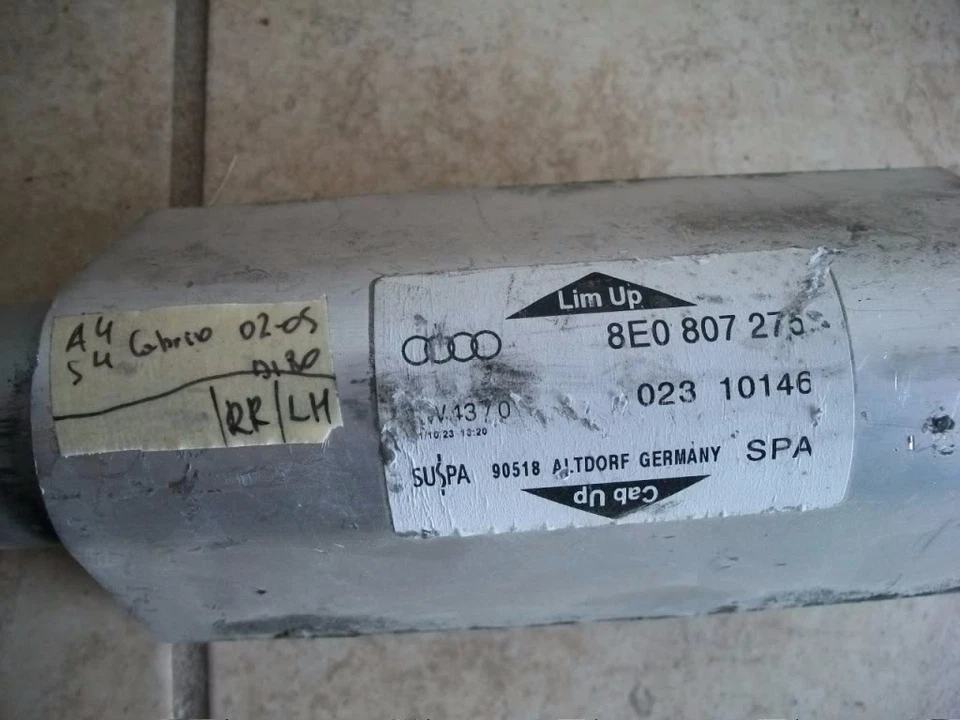 A4
S4 Cabrio 02-05
RR/LH
Lim Up
8E0 807 275
023 10146
SUSPA 90518 ALTDORF GERMANY SPA
Cab Up